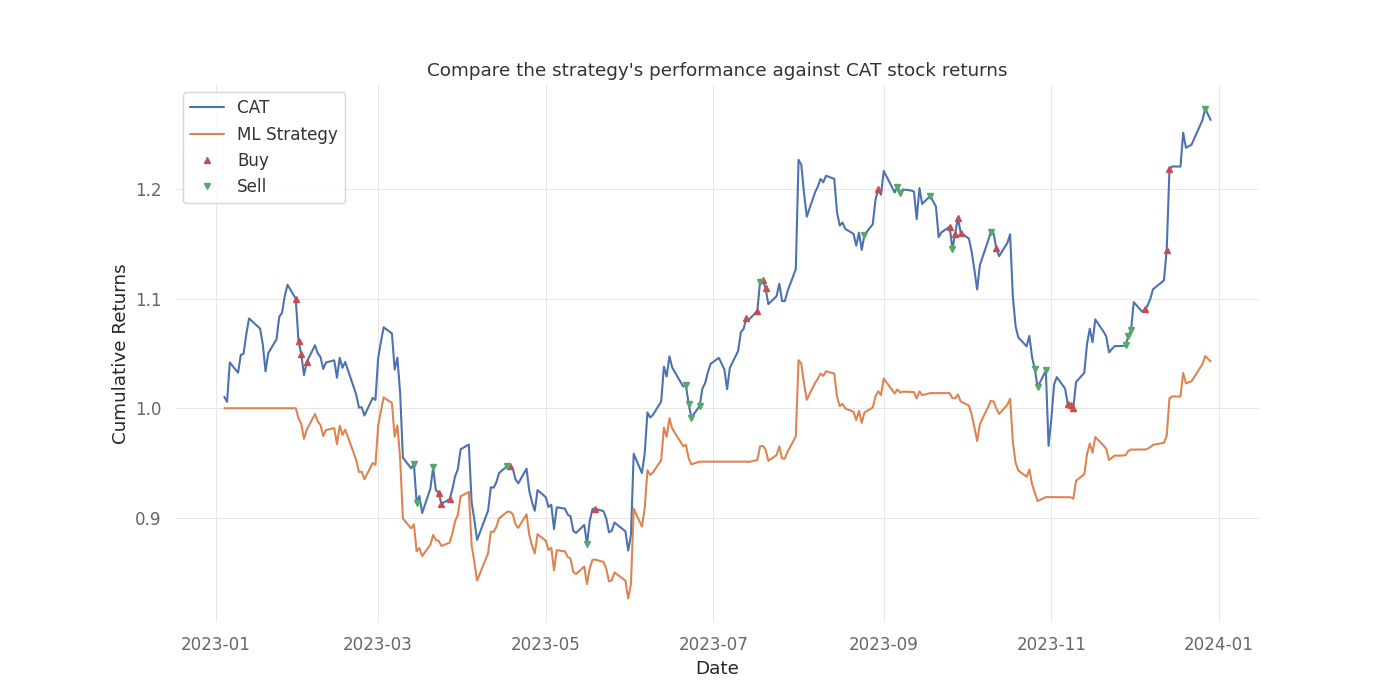 Compare the strategy's performance against CAT stock returns
CAT
ML Strategy
Buy
Sell
Cumulative Returns
1.2
1.1
1.0
0.9
2023-01
2023-03
2023-05
2023-07
2023-09
2023-11
2024-01
Date